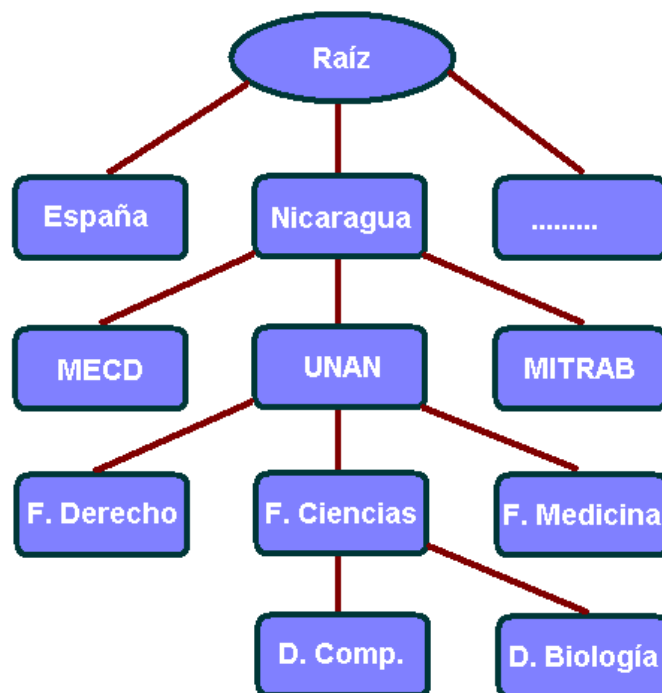 Raíz
España
Nicaragua
.........
MECD
UNAN
MITRAB
F. Derecho
F. Ciencias
F. Medicina
D. Comp.
D. Biología